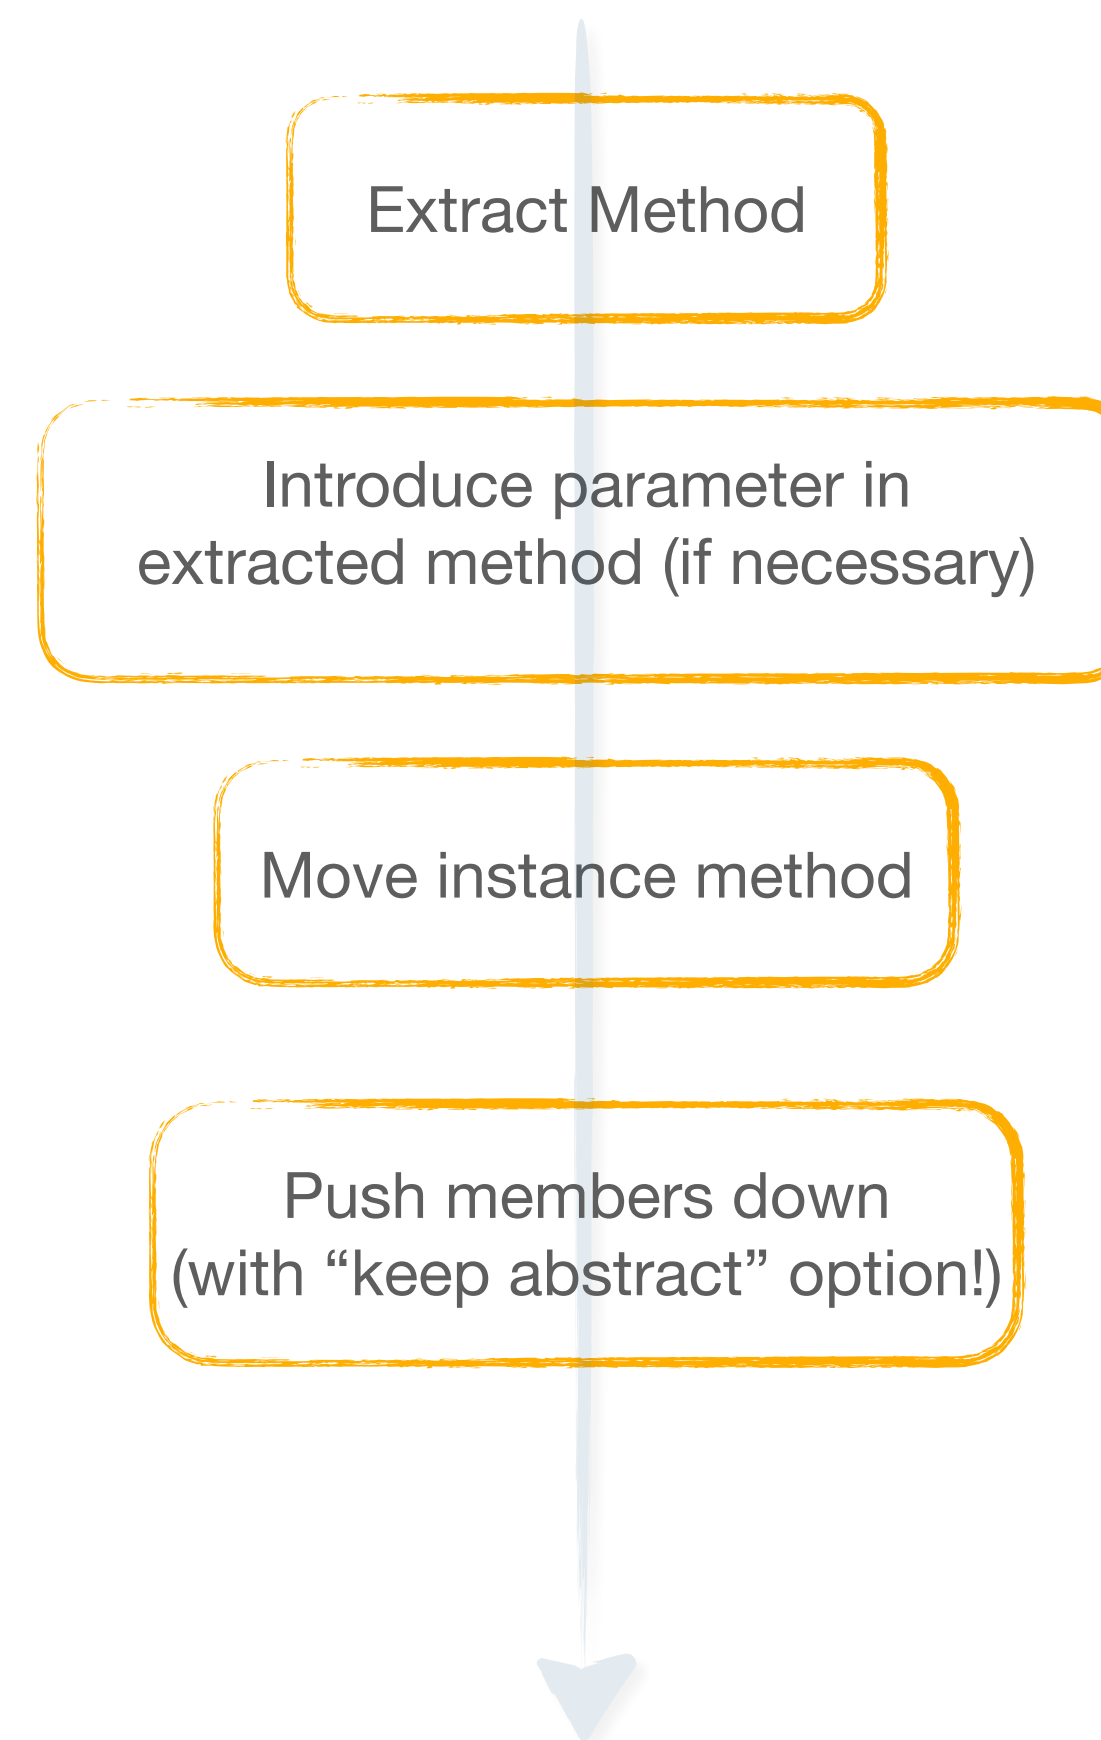 Extract Method
Introduce parameter in
extracted method (if necessary)
Move instance method
Push members down
(with “keep abstract” option!)